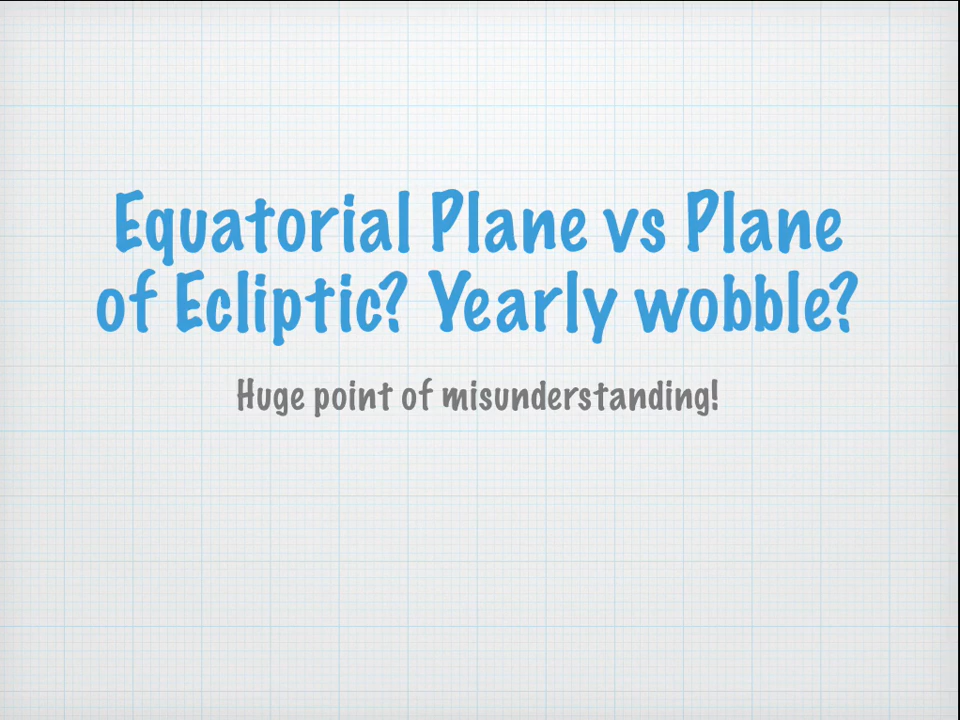 Equatorial Plane vs Plane
of Ecliptic? Yearly wobble?
Huge point of misunderstanding!